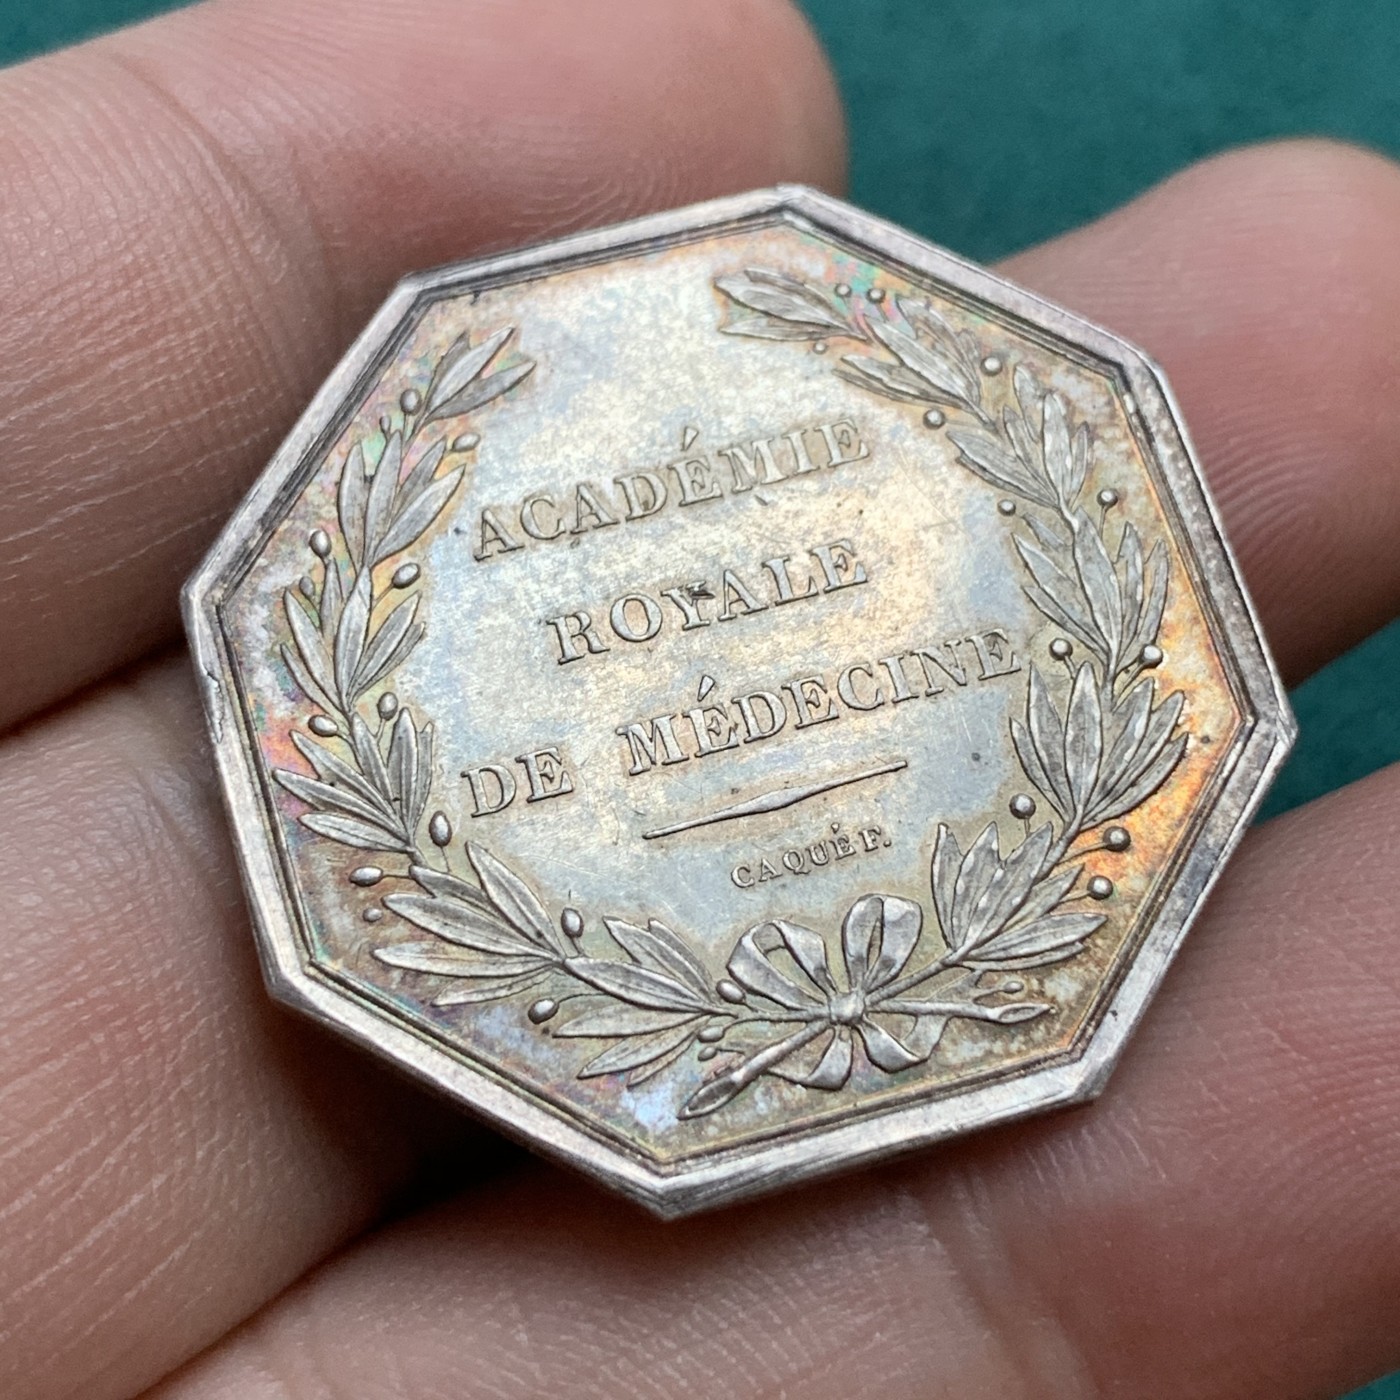 ACADÉMIE
ROYALE
DE MÉDECINE
CAQUÉ F.